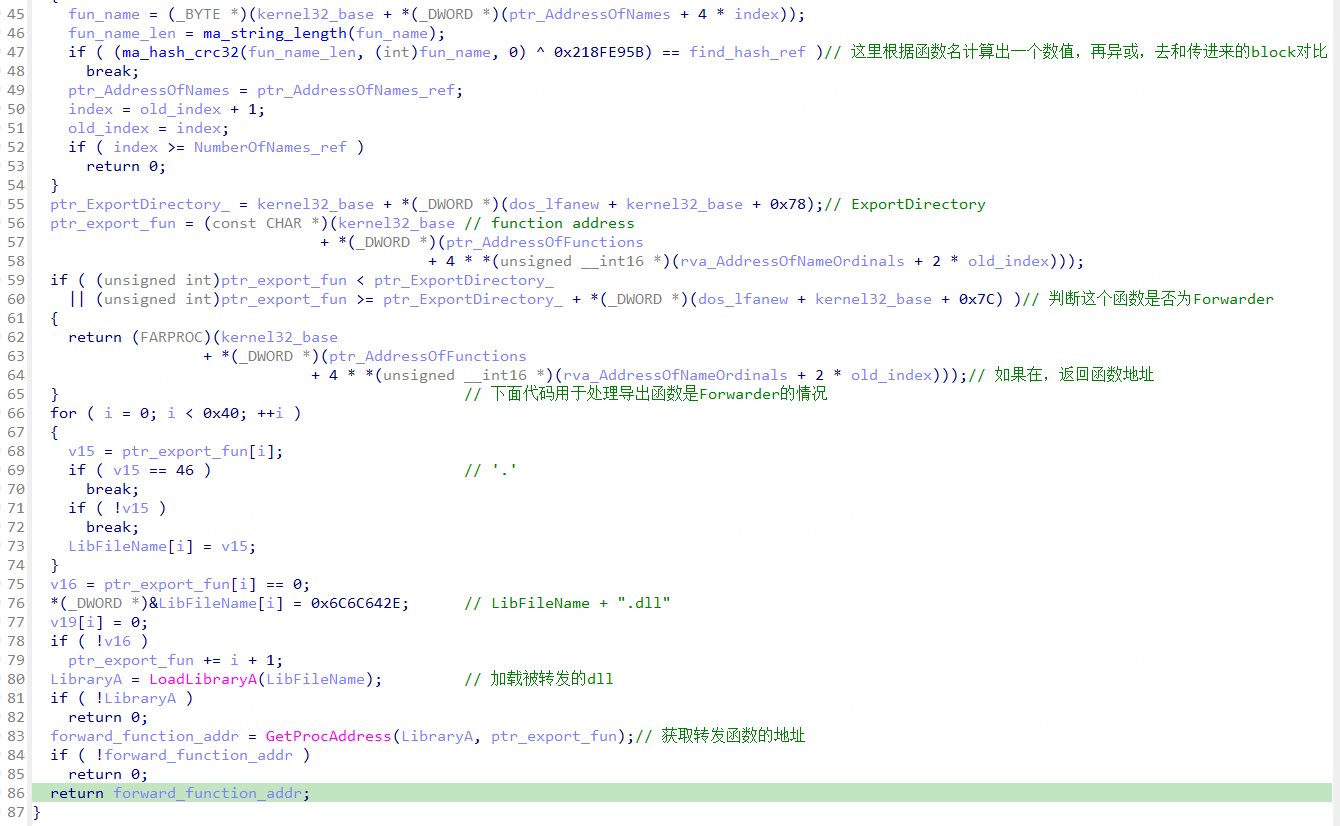 45 fun_name = (_BYTE *)(kernel32_base + *(_DWORD *)(ptr_AddressOfNames + 4 * index));
46 fun_name_len = ma_string_length(fun_name);
47 if ( (ma_hash_crc32(fun_name_len, (int)fun_name, 0) ^ 0x218FE95B) == find_hash_ref )// 这里根据函数名计算出一个数值，再异或，去和传进来的block对比
48 break;
49 ptr_AddressOfNames = ptr_AddressOfNames_ref;
50 index = old_index + 1;
51 old_index = index;
52 if ( index >= NumberOfNames_ref )
53 return 0;
54 }
55 ptr_ExportDirectory_ = kernel32_base + *(_DWORD *)(dos_lfanew + kernel32_base + 0x78);// ExportDirectory
56 ptr_export_fun = (const CHAR *)(kernel32_base // function address
57 + *(_DWORD *)(ptr_AddressOfFunctions
58 + 4 * *(unsigned __int16 *)(rva_AddressOfNameOrdinals + 2 * old_index)));
59 if ( (unsigned int)ptr_export_fun < ptr_ExportDirectory_
60 || (unsigned int)ptr_export_fun >= ptr_ExportDirectory_ + *(_DWORD *)(dos_lfanew + kernel32_base + 0x7C) )// 判断这个函数是否为Forwarder
61 {
62 return (FARPROC)(kernel32_base
63 + *(_DWORD *)(ptr_AddressOfFunctions
64 + 4 * *(unsigned __int16 *)(rva_AddressOfNameOrdinals + 2 * old_index)));// 如果在，返回函数地址
65 } // 下面代码用于处理导出函数是Forwarder的情况
66 for ( i = 0; i < 0x40; ++i )
67 {
68 v15 = ptr_export_fun[i];
69 if ( v15 == 46 ) // '.'
70 break;
71 if ( !v15 )
72 break;
73 LibFileName[i] = v15;
74 }
75 v16 = ptr_export_fun[i] == 0;
76 *(_DWORD *)&LibFileName[i] = 0x6C6C642E; // LibFileName + ".dll"
77 v19[i] = 0;
78 if ( !v16 )
79 ptr_export_fun += i + 1;
80 LibraryA = LoadLibraryA(LibFileName); // 加载被转发的dll
81 if ( !LibraryA )
82 return 0;
83 forward_function_addr = GetProcAddress(LibraryA, ptr_export_fun);// 获取转发函数的地址
84 if ( !forward_function_addr )
85 return 0;
86 return forward_function_addr;
87 }